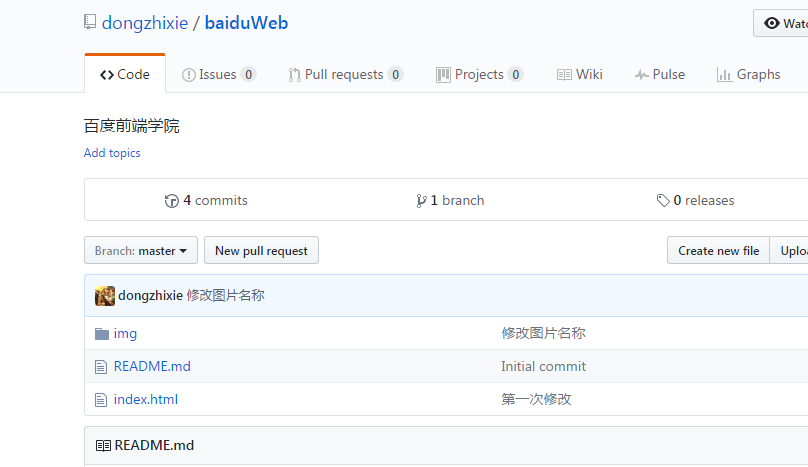 dongzhixie / baiduWeb
Code Issues 0 Pull requests 0 Projects 0 Wiki Pulse Graphs
百度前端学院
Add topics
4 commits 1 branch 0 releases
Branch: master New pull request Create new file
dongzhixie 修改图片名称
img 修改图片名称
README.md Initial commit
index.html 第一次修改
README.md